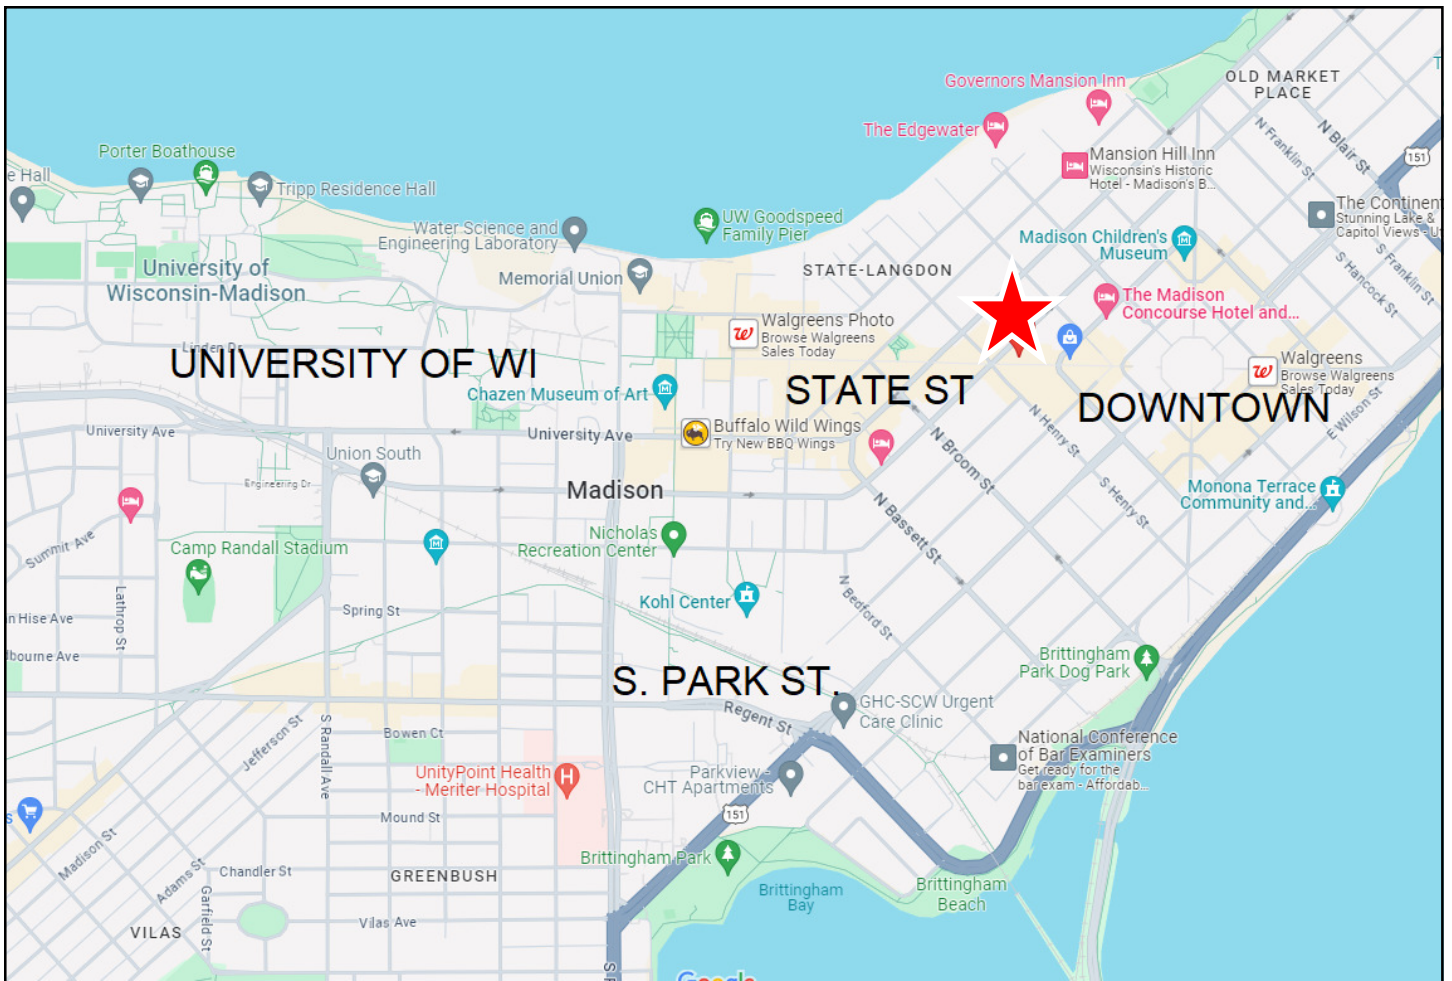 Governors Mansion Inn
OLD MARKET
PLACE
The Edgewater
N Franklin St
N Blair St
151
Mansion Hill Inn
Wisconsin's Historic
Hotel - Madison's B...
Porter Boathouse
e Hall
Tripp Residence Hall
The Continent
Stunning Lake &
Capitol Views - U
UW Goodspeed
Family Pier
Water Science and
Engineering Laboratory
Madison Children's
Museum
S Franklin St
S Hancock St
University of
Wisconsin-Madison
Memorial Union
STATE-LANGDON
The Madison
Concourse Hotel and...
Walgreens Photo
Browse Walgreens
Sales Today
Linden Dr
UNIVERSITY OF WI
Walgreens
Browse Walgreens
Sales Today
Chazen Museum of Art
STATE ST
DOWNTOWN
University Ave
University Ave
Buffalo Wild Wings
Try New BBQ Wings
N Henry St
E Wilson St
N Broom St
Union South
Engineering Dr
Madison
N Bassett St
S Henry St
Monona Terrace
Community and...
Summit Ave
Camp Randall Stadium
Nicholas
Recreation Center
Kohl Center
N Bedford St
Lathrop St
Spring St
n Hise Ave
lbourne Ave
Brittingham
Park Dog Park
S. PARK ST.
GHC-SCW Urgent
Care Clinic
Regent St
Jefferson St
S Randall Ave
Bowen Ct
National Conference
of Bar Examiners
Get ready for the
bar exam - Affordab...
UnityPoint Health
- Meriter Hospital
H
Parkview -
CHT Apartments
151
s
Mound St
Madison St
Adams St
Brittingham Park
Chandler St
GREENBUSH
Brittingham
Bay
Brittingham
Beach
Garfield St
Vilas Ave
VILAS
Google